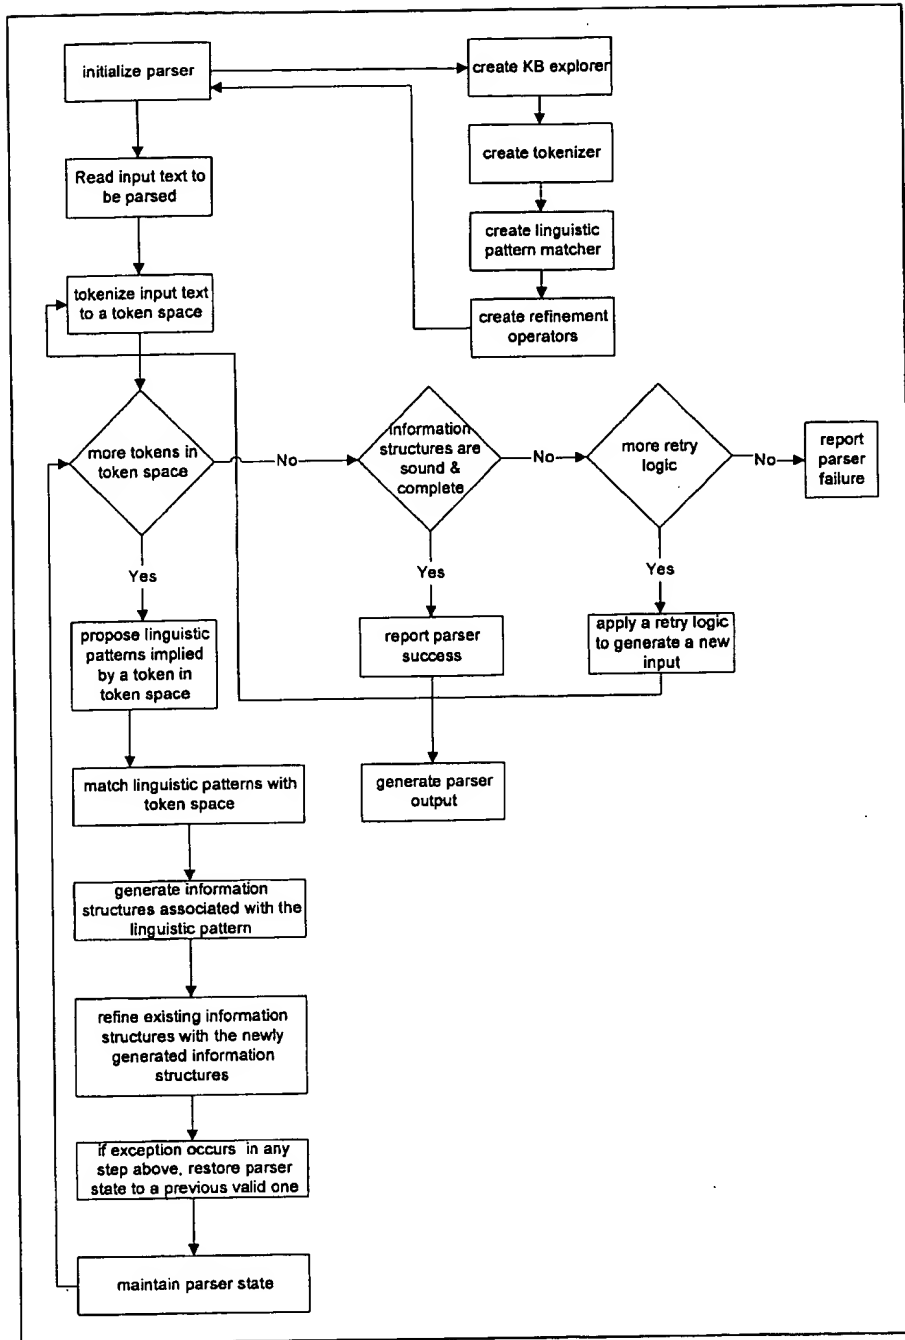 initialize parser
create KB explorer
create tokenizer
Read input text to
be parsed
create linguistic
pattern matcher
tokenize input text
to a token space
create refinement
operators
more tokens in
token space
No
information
structures are
sound &
complete
No
more retry
logic
No
report
parser
failure
Yes
Yes
Yes
propose linguistic
patterns implied
by a token in
token space
report parser
success
apply a retry logic
to generate a new
input
match linguistic patterns with
token space
generate parser
output
generate information
structures associated with the
linguistic pattern
refine existing information
structures with the newly
generated information
structures
if exception occurs in any
step above, restore parser
state to a previous valid one
maintain parser state